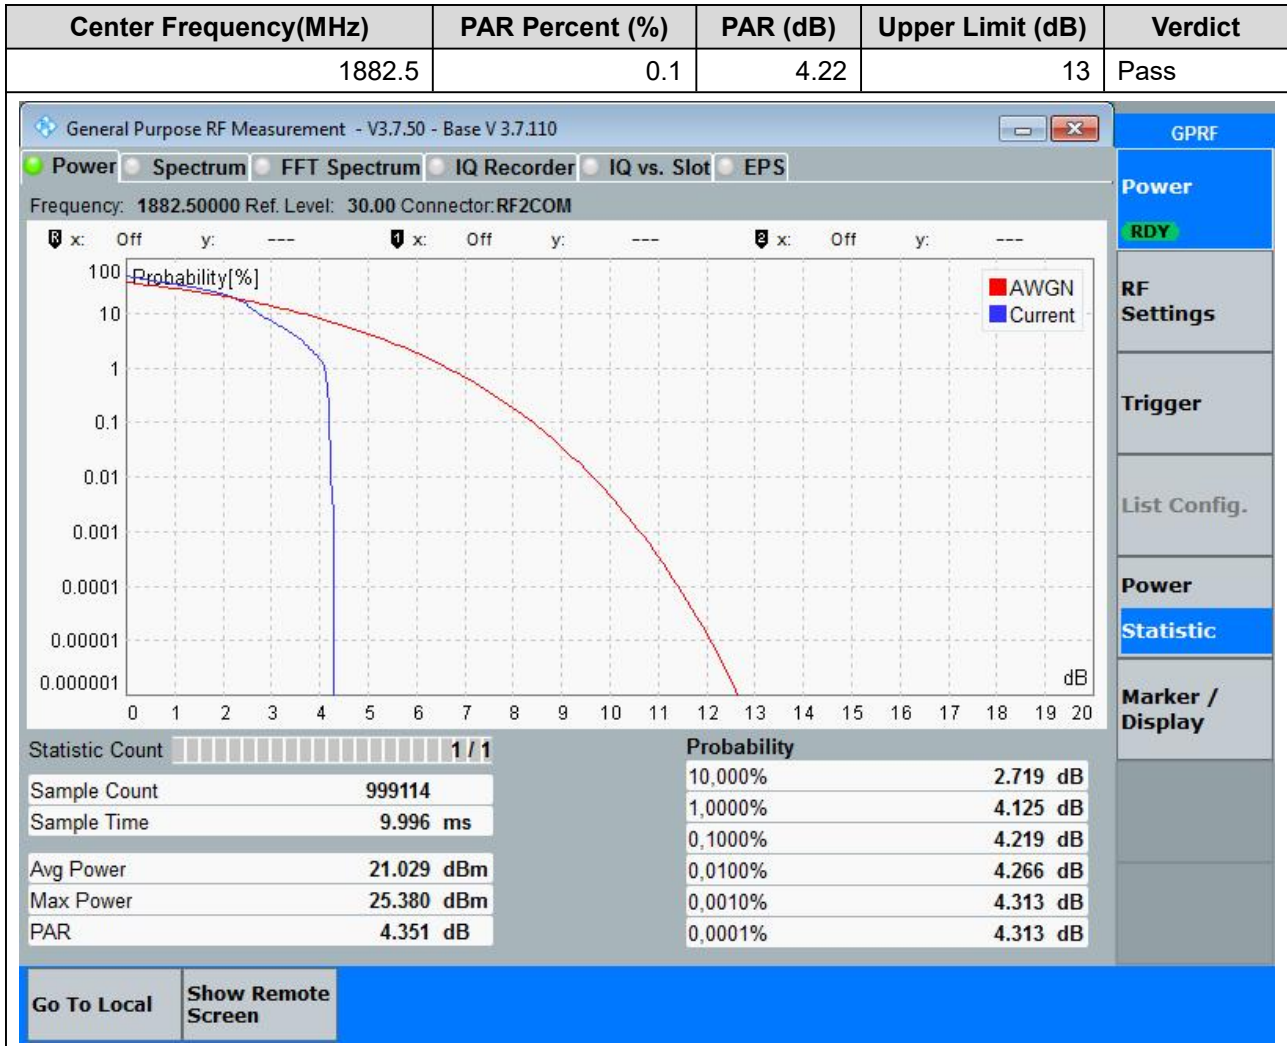 Center Frequency(MHz) PAR Percent (%) PAR (dB) Upper Limit (dB) Verdict
1882.5 0.1 4.22 13 Pass
General Purpose RF Measurement - V3.7.50 - Base V 3.7.110
GPRF
Power Spectrum FFT Spectrum IQ Recorder IQ vs. Slot EPS
Frequency: 1882.50000 Ref. Level: 30.00 Connector:RF2COM
R x: Off y: --- 1 x: Off y: --- 2 x: Off y: ---
Probability[%]
AWGN
Current
100
10
1
0.1
0.01
0.001
0.0001
0.00001
0.000001
dB
0 1 2 3 4 5 6 7 8 9 10 11 12 13 14 15 16 17 18 19 20
Statistic Count 1 / 1
Sample Count 999114
Sample Time 9.996 ms
Avg Power 21.029 dBm
Max Power 25.380 dBm
PAR 4.351 dB
Probability
10,000% 2.719 dB
1,0000% 4.125 dB
0,1000% 4.219 dB
0,0100% 4.266 dB
0,0010% 4.313 dB
0,0001% 4.313 dB
Power
RDY
RF
Settings
Trigger
List Config.
Power
Statistic
Marker /
Display
Go To Local
Show Remote
Screen